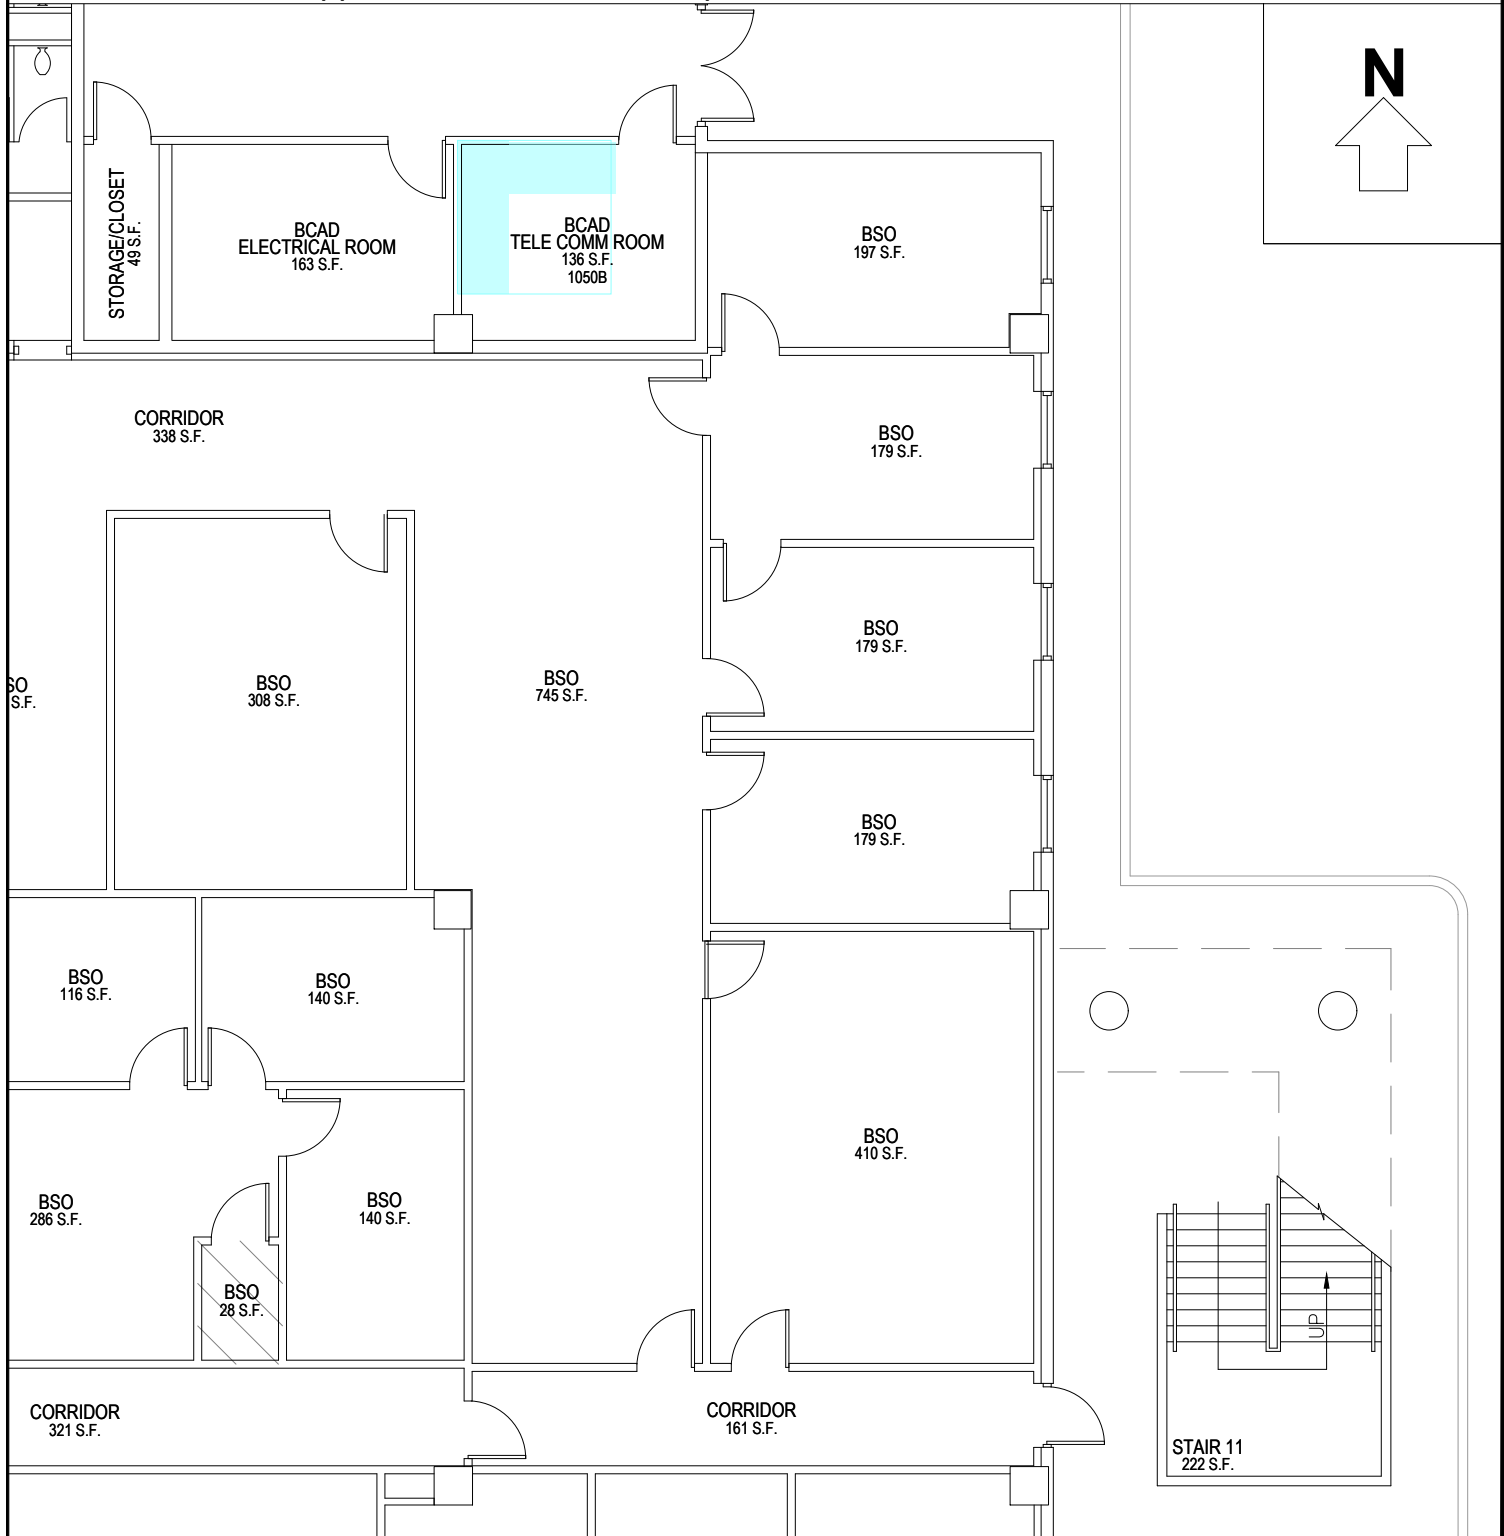 N
STORAGE/CLOSET
49 S.F.
BCAD
ELECTRICAL ROOM
163 S.F.
BCAD
TELE COMM ROOM
136 S.F.
1050B
BSO
197 S.F.
CORRIDOR
338 S.F.
BSO
179 S.F.
BSO
179 S.F.
SO
S.F.
BSO
308 S.F.
BSO
745 S.F.
BSO
179 S.F.
BSO
116 S.F.
BSO
140 S.F.
BSO
410 S.F.
BSO
286 S.F.
BSO
140 S.F.
BSO
28 S.F.
UP
CORRIDOR
321 S.F.
CORRIDOR
161 S.F.
STAIR 11
222 S.F.